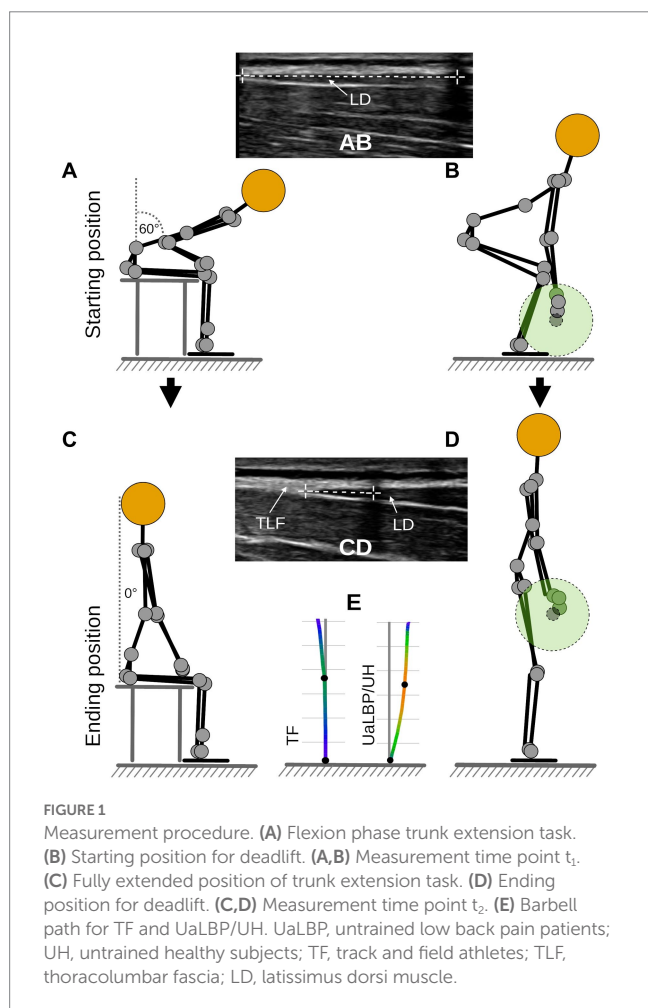 LD
AB
A
B
60°
Starting position
C
D
TLF
LD
CD
0°
E
Ending position
TF
UaLBP/UH
FIGURE 1
Measurement procedure. (A) Flexion phase trunk extension task.
(B) Starting position for deadlift. (A,B) Measurement time point t₁.
(C) Fully extended position of trunk extension task. (D) Ending
position for deadlift. (C,D) Measurement time point t₂. (E) Barbell
path for TF and UaLBP/UH. UaLBP, untrained low back pain patients;
UH, untrained healthy subjects; TF, track and field athletes; TLF,
thoracolumbar fascia; LD, latissimus dorsi muscle.